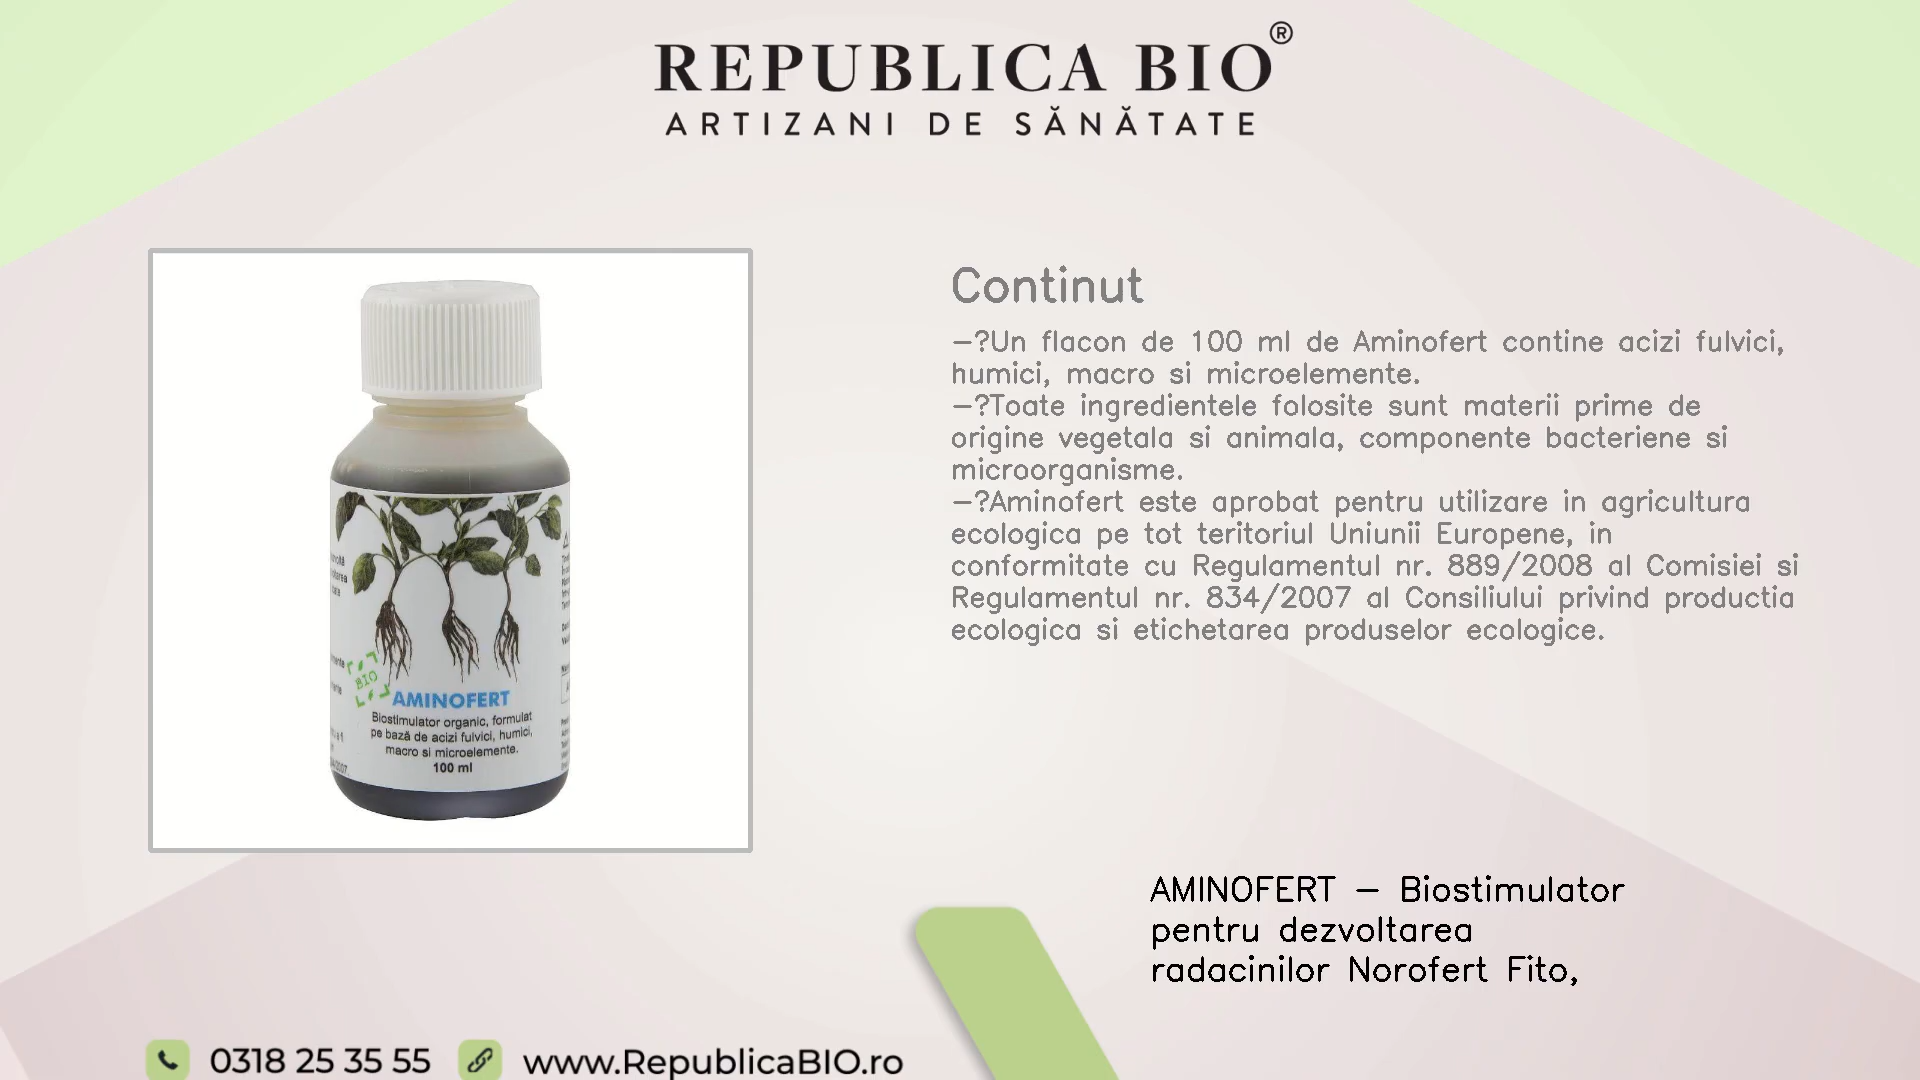 REPUBLICA BIO®
ARTIZANI DE SĂNĂTATE
Continut
–?Un flacon de 100 ml de Aminofert contine acizi fulvici,
humici, macro si microelemente.
–?Toate ingredientele folosite sunt materii prime de
origine vegetala si animala, componente bacteriene si
microorganisme.
–?Aminofert este aprobat pentru utilizare in agricultura
ecologica pe tot teritoriul Uniunii Europene, in
conformitate cu Regulamentul nr. 889/2008 al Comisiei si
Regulamentul nr. 834/2007 al Consiliului privind productia
ecologica si etichetarea produselor ecologice.
BIO
AMINOFERT
Biostimulator organic, formulat
pe bază de acizi fulvici, humici,
macro si microelemente.
100 ml
AMINOFERT – Biostimulator
pentru dezvoltarea
radacinilor Norofert Fito,
0318 25 35 55
www.RepublicaBIO.ro